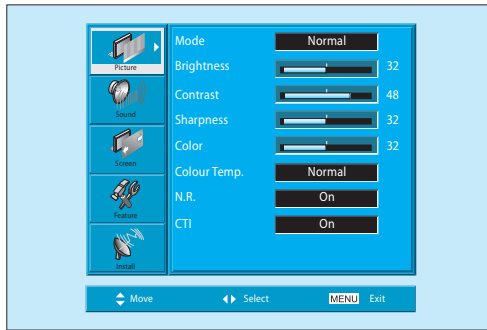 Picture
Sound
Screen
Feature
Install
Mode Normal
Brightness 32
Contrast 48
Sharpness 32
Color 32
Colour Temp. Normal
N.R. On
CTI On
Move Select MENU Exit